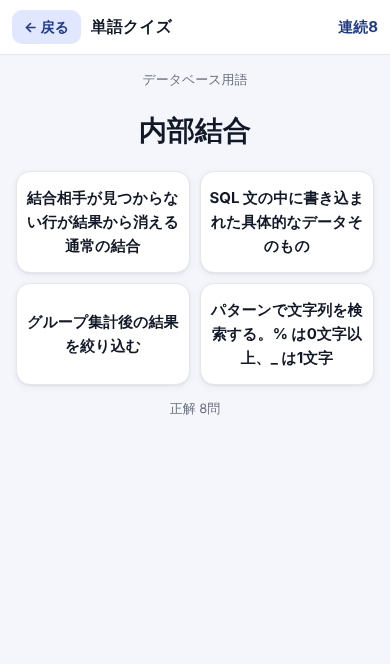 ← 戻る 単語クイズ 連続8
データベース用語
内部結合
結合相手が見つからな
い行が結果から消える
通常の結合
SQL 文の中に書き込ま
れた具体的なデータそ
のもの
グループ集計後の結果
を絞り込む
パターンで文字列を検
索する。% は0文字以
上、_ は1文字
正解 8問